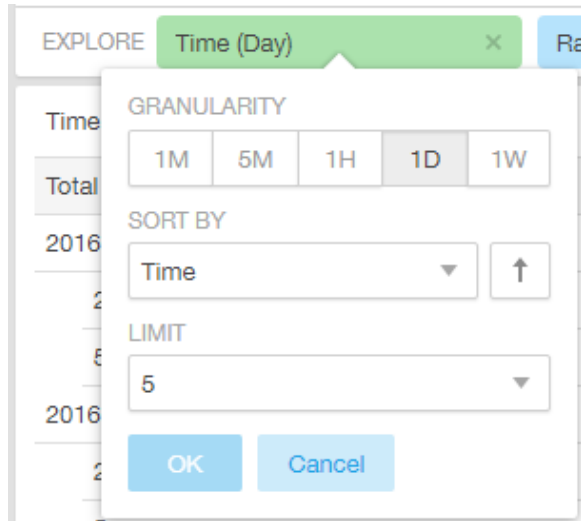 EXPLORE Time (Day) × Ra
Time
GRANULARITY
1M 5M 1H 1D 1W
Total
SORT BY
2016
Time
LIMIT
5
2016
OK Cancel